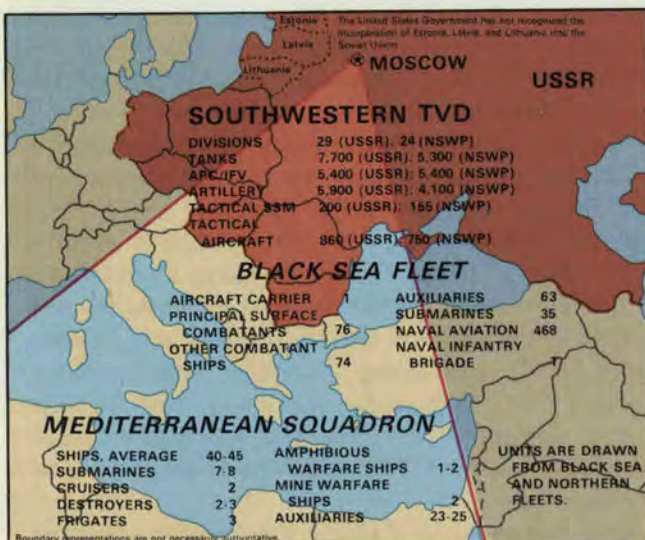 Estonia
The United States Government has not recognized the
incorporation of Estonia, Latvia, and Lithuania into the
Soviet Union.
Latvia
Lithuania
MOSCOW
USSR
SOUTHWESTERN TVD
DIVISIONS 29 (USSR); 24 (NSWP)
TANKS 7,700 (USSR); 5,300 (NSWP)
APC/IFV 5,400 (USSR); 5,400 (NSWP)
ARTILLERY 5,900 (USSR); 4,100 (NSWP)
TACTICAL SSM 200 (USSR); 155 (NSWP)
TACTICAL
AIRCRAFT 860 (USSR); 750 (NSWP)
BLACK SEA FLEET
AIRCRAFT CARRIER 1
PRINCIPAL SURFACE
COMBATANTS 76
OTHER COMBATANT
SHIPS 74
AUXILIARIES 63
SUBMARINES 35
NAVAL AVIATION 468
NAVAL INFANTRY
BRIGADE 1
MEDITERRANEAN SQUADRON
SHIPS, AVERAGE 40-45
SUBMARINES 7-8
CRUISERS 2
DESTROYERS 2-3
FRIGATES 3
AMPHIBIOUS
WARFARE SHIPS 1-2
MINE WARFARE
SHIPS 2
AUXILIARIES 23-25
UNITS ARE DRAWN
FROM BLACK SEA
AND NORTHERN
FLEETS.
Boundary representations are not necessarily authoritative.